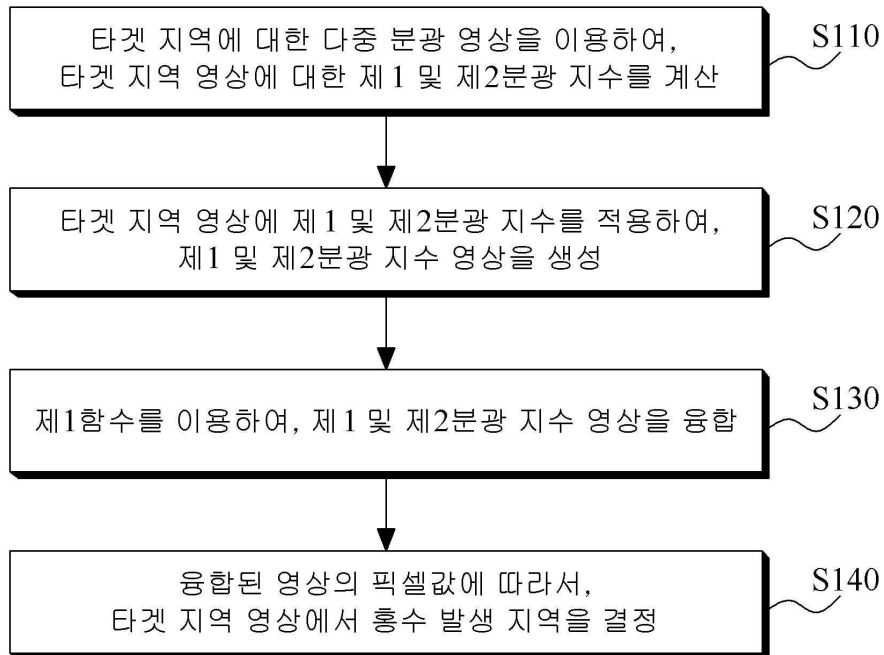 타겟 지역에 대한 다중 분광 영상을 이용하여,
타겟 지역 영상에 대한 제1 및 제2분광 지수를 계산
S110
타겟 지역 영상에 제1 및 제2분광 지수를 적용하여,
제1 및 제2분광 지수 영상을 생성
S120
제1함수를 이용하여, 제1 및 제2분광 지수 영상을 융합
S130
융합된 영상의 픽셀값에 따라서,
타겟 지역 영상에서 홍수 발생 지역을 결정
S140